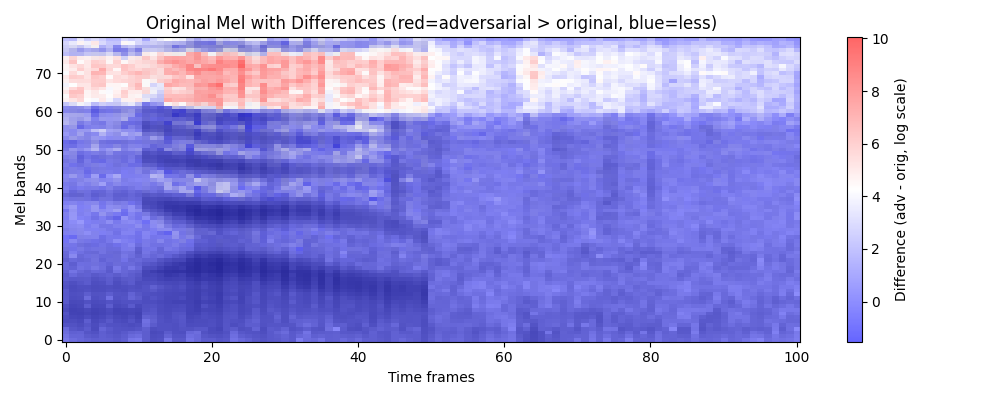 Original Mel with Differences (red=adversarial > original, blue=less)
Mel bands
70
60
50
40
30
20
10
0
0 20 40 60 80 100
Time frames
10
8
6
4
2
0
Difference (adv - orig, log scale)